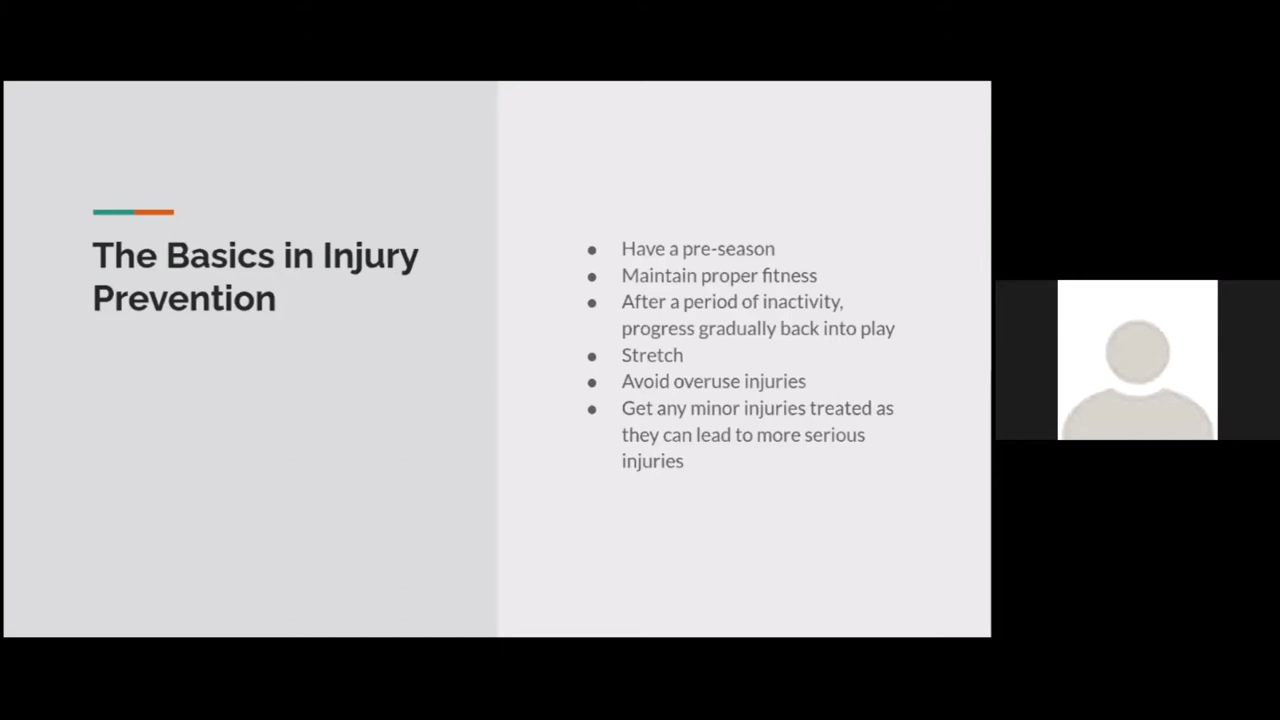 The Basics in Injury
Prevention
● Have a pre-season
● Maintain proper fitness
● After a period of inactivity,
progress gradually back into play
● Stretch
● Avoid overuse injuries
● Get any minor injuries treated as
they can lead to more serious
injuries